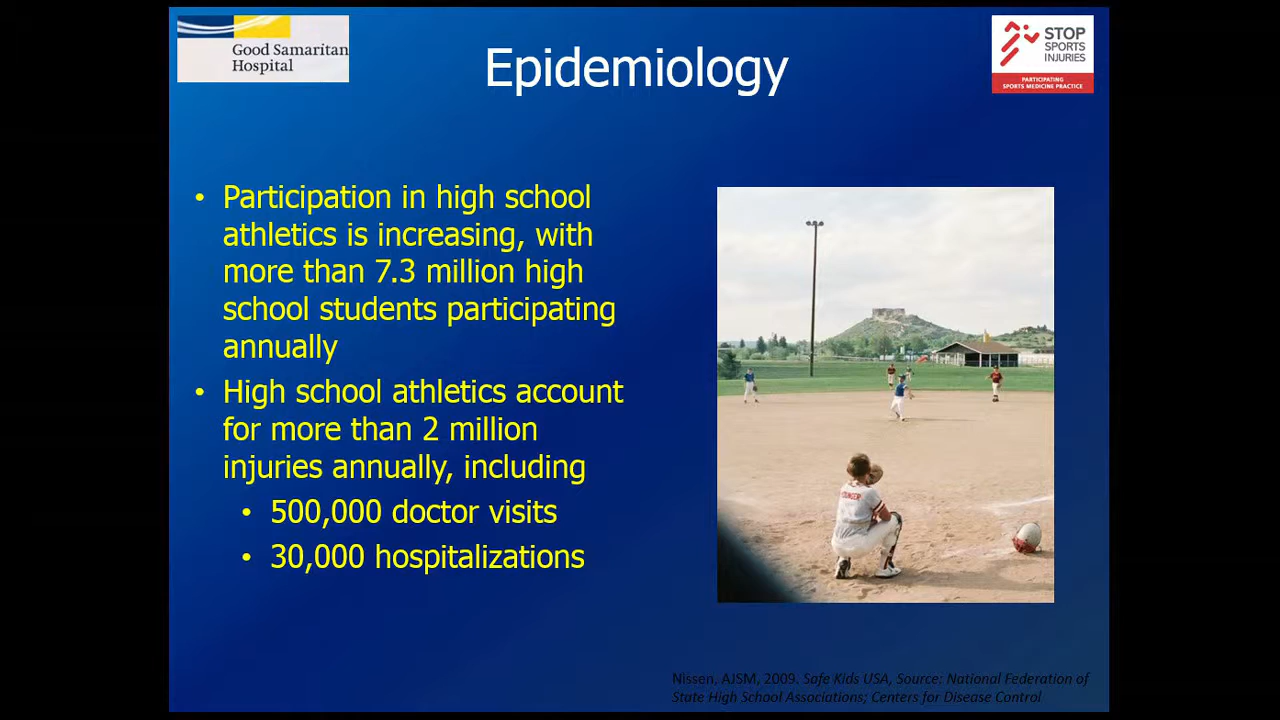 Good Samaritan
Hospital
Epidemiology
STOP
SPORTS
INJURIES
PARTICIPATING
SPORTS MEDICINE PRACTICE
• Participation in high school
athletics is increasing, with
more than 7.3 million high
school students participating
annually
• High school athletics account
for more than 2 million
injuries annually, including
• 500,000 doctor visits
• 30,000 hospitalizations
Nissen, AJSM, 2009. Safe Kids USA, Source: National Federation of
State High School Associations; Centers for Disease Control